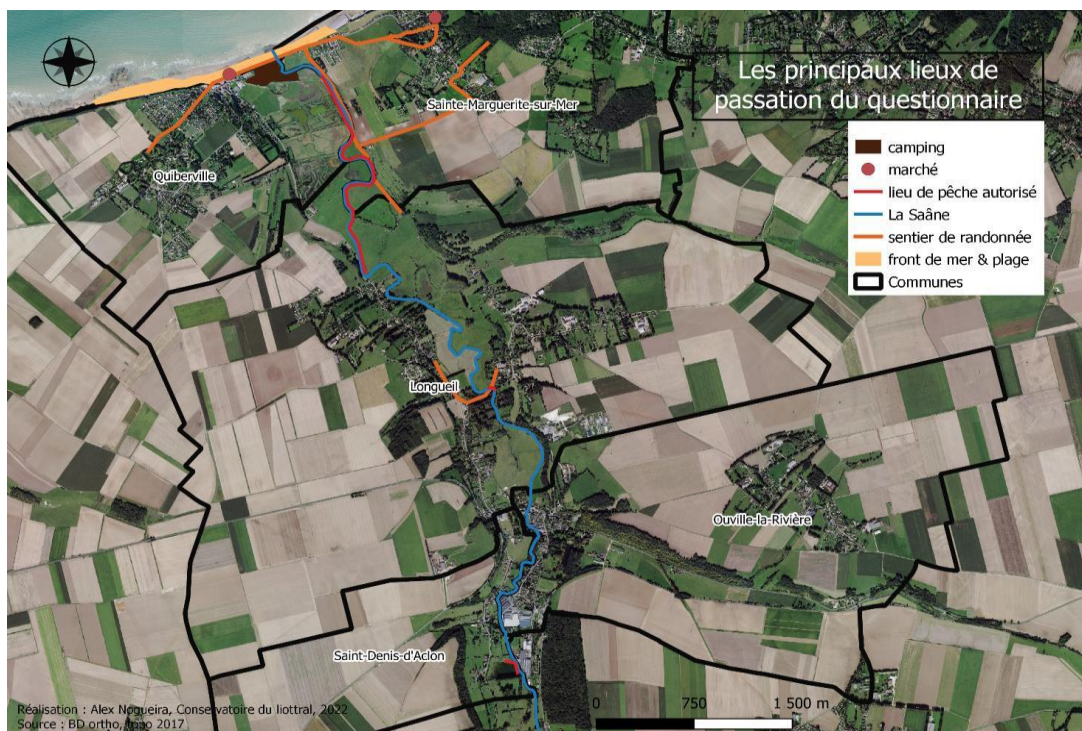 Les principaux lieux de
passation du questionnaire
camping
marché
lieu de pêche autorisé
La Saâne
sentier de randonnée
front de mer & plage
Communes
Sainte-Marguerite-sur-Mer
Quiberville
Longueil
Ouville-la-Rivière
Saint-Denis-d'Aclon
0 750 1 500 m
Réalisation : Alex Nogueira, Conservatoire du liottral, 2022
Source : BD ortho, 2017